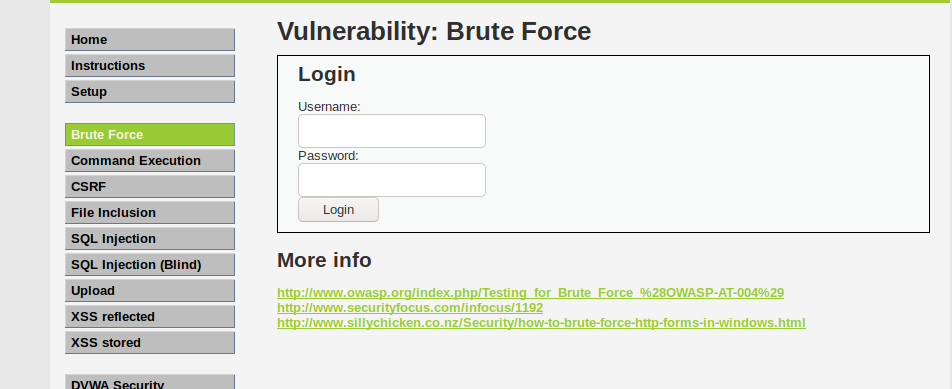 Home
Instructions
Setup
Brute Force
Command Execution
CSRF
File Inclusion
SQL Injection
SQL Injection (Blind)
Upload
XSS reflected
XSS stored
DVWA Security
Vulnerability: Brute Force
Login
Username:
Password:
Login
More info
http://www.owasp.org/index.php/Testing_for_Brute_Force_%28OWASP-AT-004%29
http://www.securityfocus.com/infocus/1192
http://www.sillychicken.co.nz/Security/how-to-brute-force-http-forms-in-windows.html